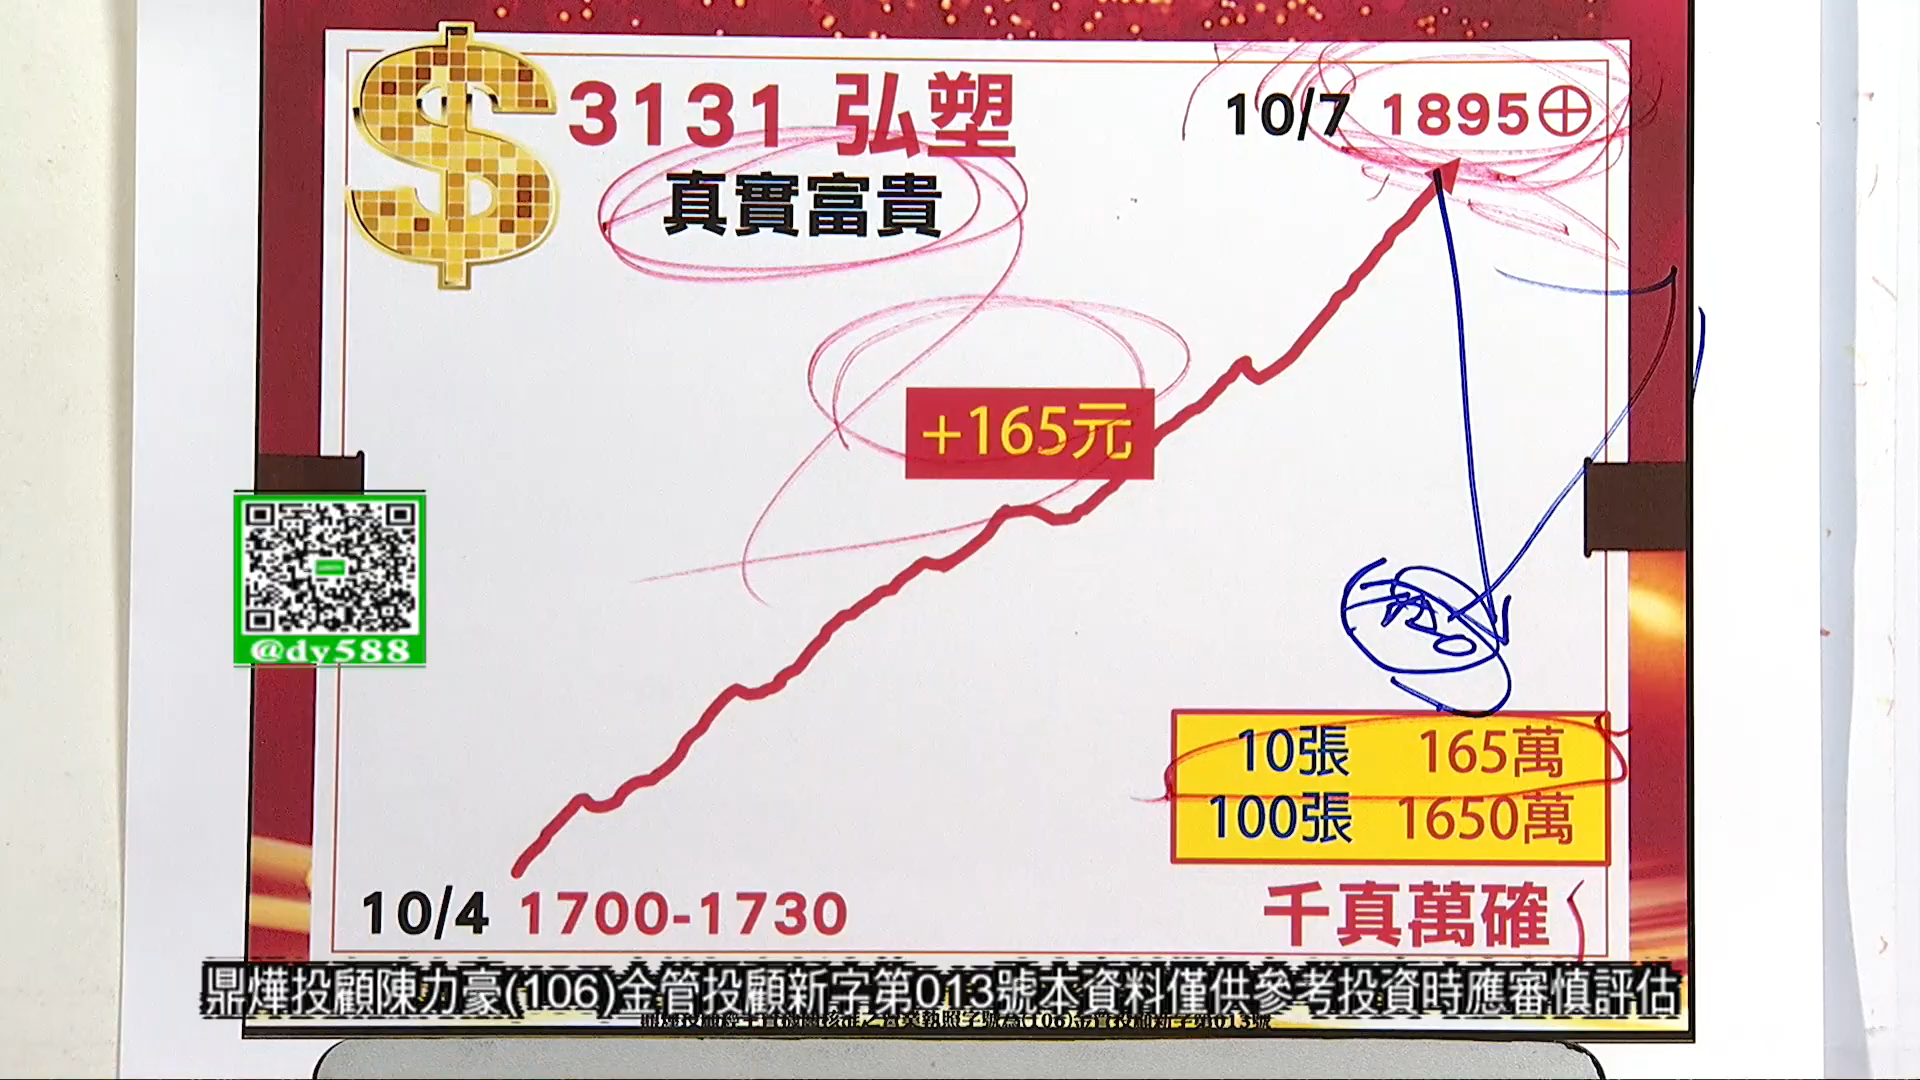 3131 弘塑
10/7 1895⊕
真實富貴
+165元
@dy588
10張 165萬
100張 1650萬
10/4 1700-1730
千真萬確
鼎燁投顧陳力豪(106)金管投顧新字第013號本資料僅供參考投資時應審慎評估